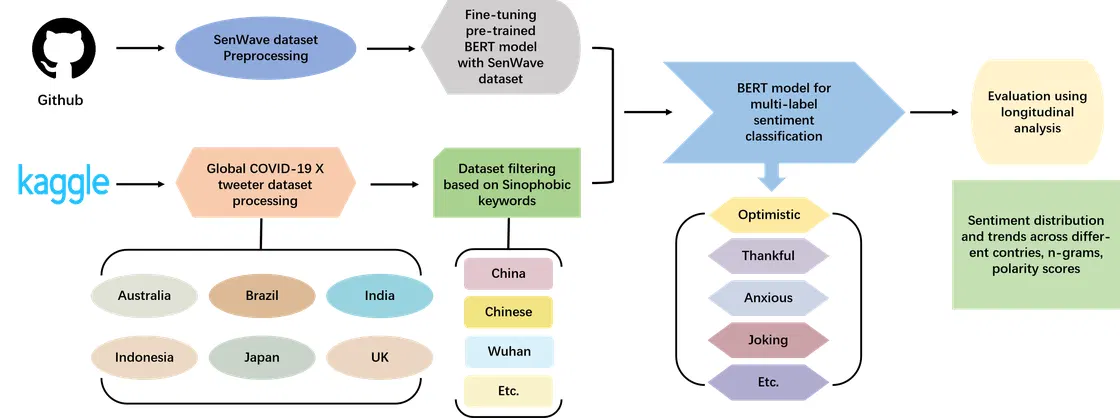 Github
SenWave dataset
Preprocessing
Fine-tuning
pre-trained
BERT model
with SenWave
dataset
kaggle
Global COVID-19 X
tweeter dataset
processing
Dataset filtering
based on Sinophobic
keywords
Australia
Brazil
India
Indonesia
Japan
UK
China
Chinese
Wuhan
Etc.
BERT model for
multi-label
sentiment
classification
Optimistic
Thankful
Anxious
Joking
Etc.
Evaluation using
longitudinal
analysis
Sentiment distribution
and trends across differ-
ent contries, n-grams,
polarity scores